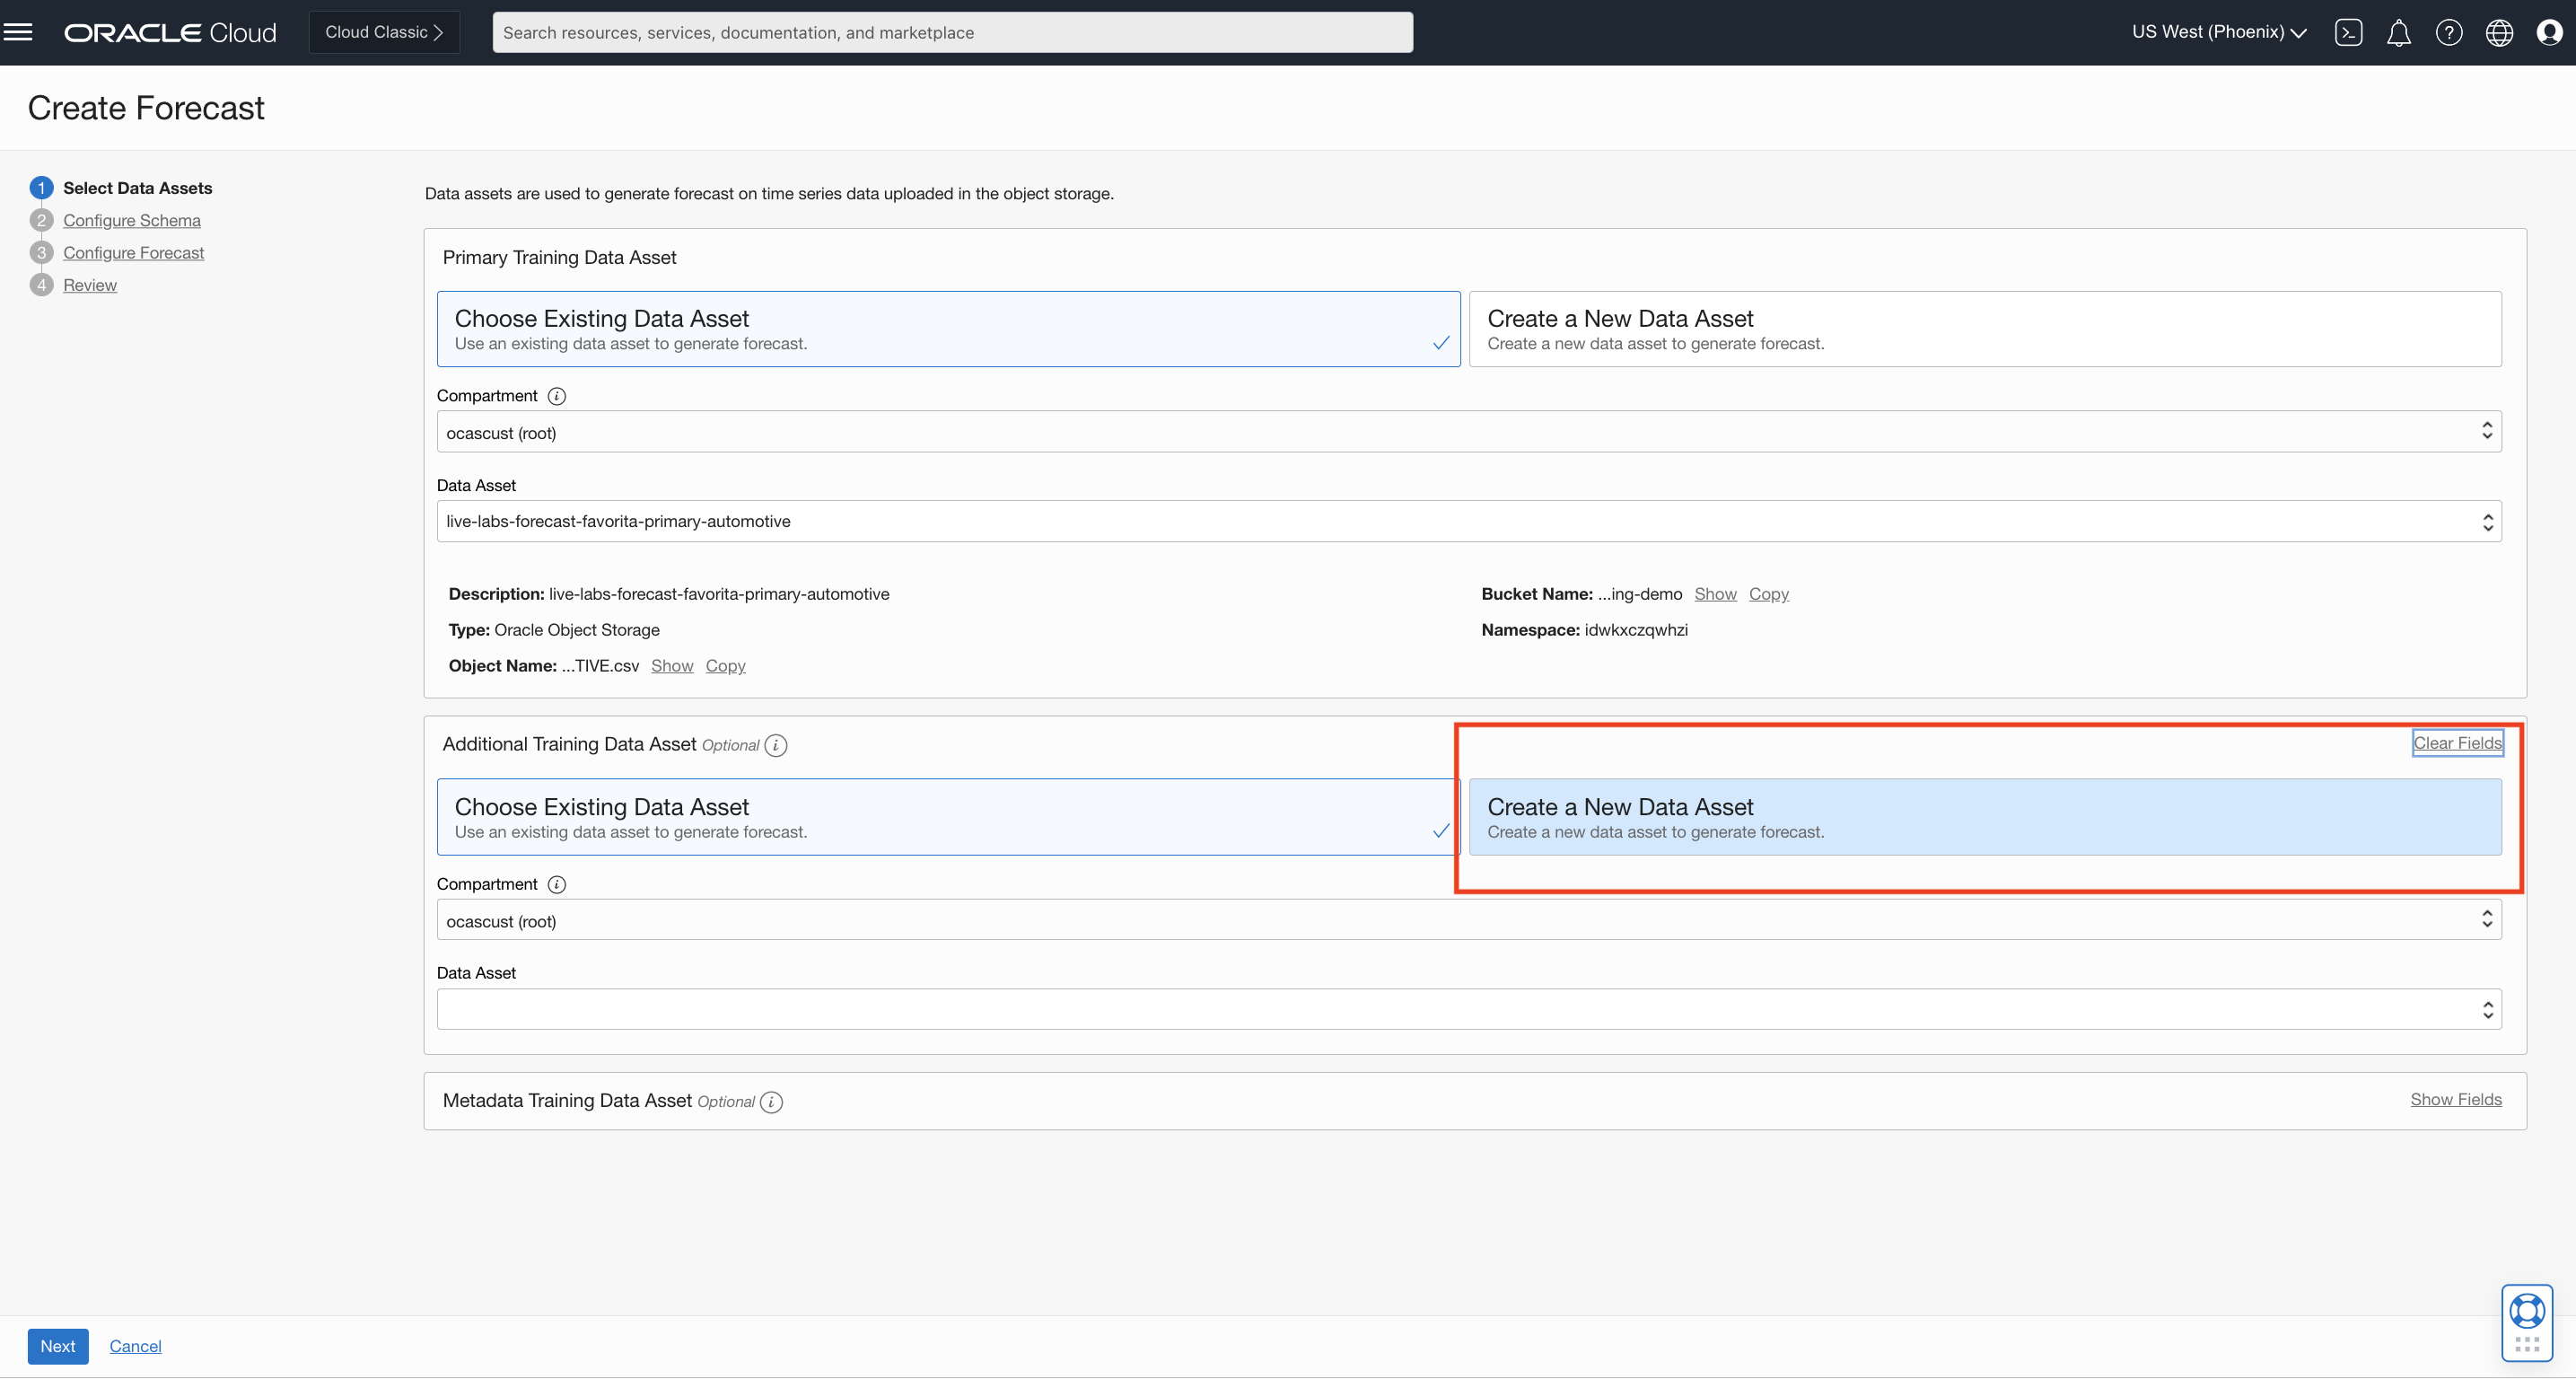 ORACLE Cloud
Cloud Classic
Search resources, services, documentation, and marketplace
US West (Phoenix)
Create Forecast
1 Select Data Assets
2 Configure Schema
3 Configure Forecast
4 Review
Data assets are used to generate forecast on time series data uploaded in the object storage.
Primary Training Data Asset
Choose Existing Data Asset
Use an existing data asset to generate forecast.
Create a New Data Asset
Create a new data asset to generate forecast.
Compartment i
ocascust (root)
Data Asset
live-labs-forecast-favorita-primary-automotive
Description: live-labs-forecast-favorita-primary-automotive
Bucket Name: ...ing-demo Show Copy
Type: Oracle Object Storage
Namespace: idwkxczqwhzi
Object Name: ...TIVE.csv Show Copy
Additional Training Data Asset Optional i
Clear Fields
Choose Existing Data Asset
Use an existing data asset to generate forecast.
Create a New Data Asset
Create a new data asset to generate forecast.
Compartment i
ocascust (root)
Data Asset
Metadata Training Data Asset Optional i
Show Fields
Next Cancel